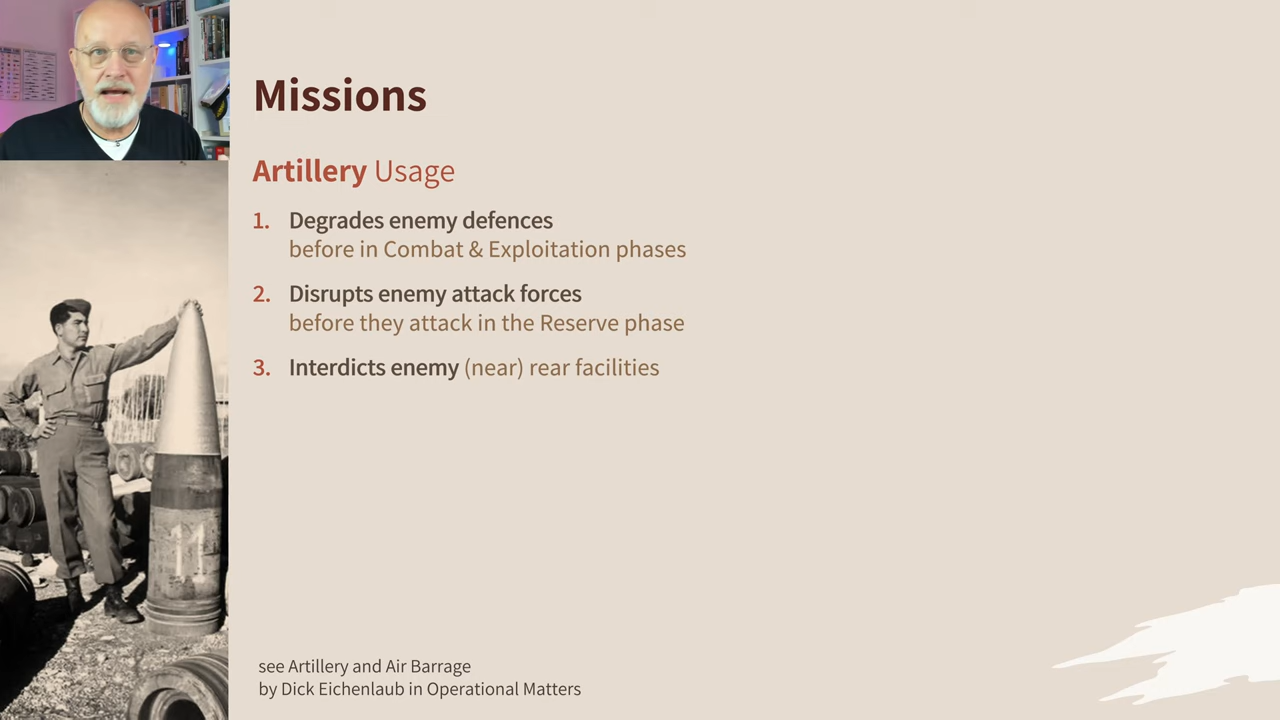 Missions
Artillery Usage
1. Degrades enemy defences
before in Combat & Exploitation phases
2. Disrupts enemy attack forces
before they attack in the Reserve phase
3. Interdicts enemy (near) rear facilities
11
see Artillery and Air Barrage
by Dick Eichenlaub in Operational Matters